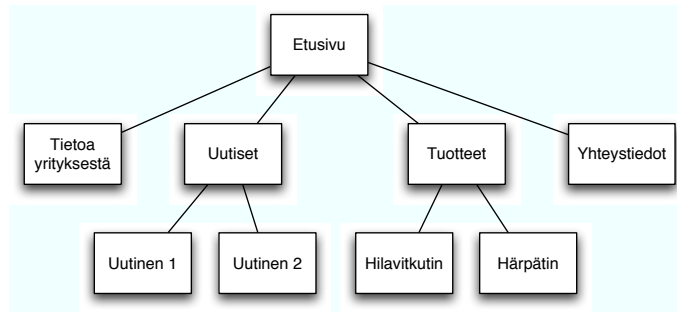 Etusivu
Tietoa
yrityksestä
Uutiset
Tuotteet
Yhteystiedot
Uutinen 1
Uutinen 2
Hilavitkutin
Härpätin